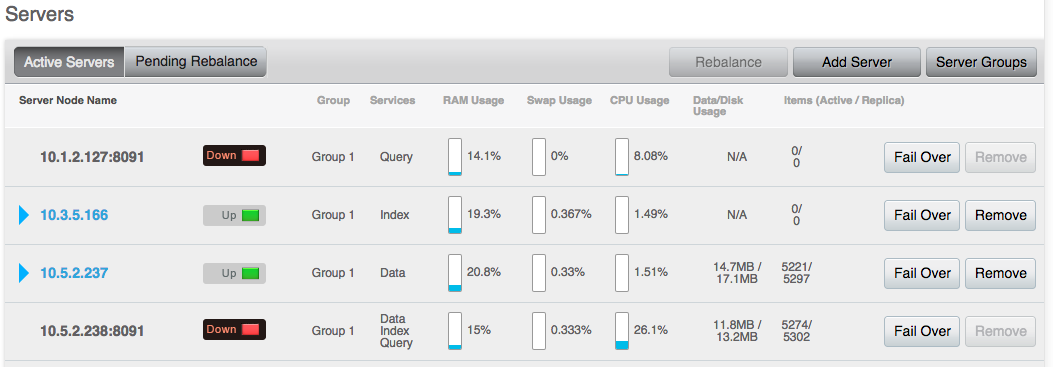 Servers
Active Servers Pending Rebalance Rebalance Add Server Server Groups
Server Node Name Group Services RAM Usage Swap Usage CPU Usage Data/Disk Usage Items (Active / Replica)
10.1.2.127:8091 Down Group 1 Query 14.1% 0% 8.08% N/A 0/ 0 Fail Over Remove
10.3.5.166 Up Group 1 Index 19.3% 0.367% 1.49% N/A 0/ 0 Fail Over Remove
10.5.2.237 Up Group 1 Data 20.8% 0.33% 1.51% 14.7MB / 17.1MB 5221/ 5297 Fail Over Remove
10.5.2.238:8091 Down Group 1 Data Index Query 15% 0.333% 26.1% 11.8MB / 13.2MB 5274/ 5302 Fail Over Remove